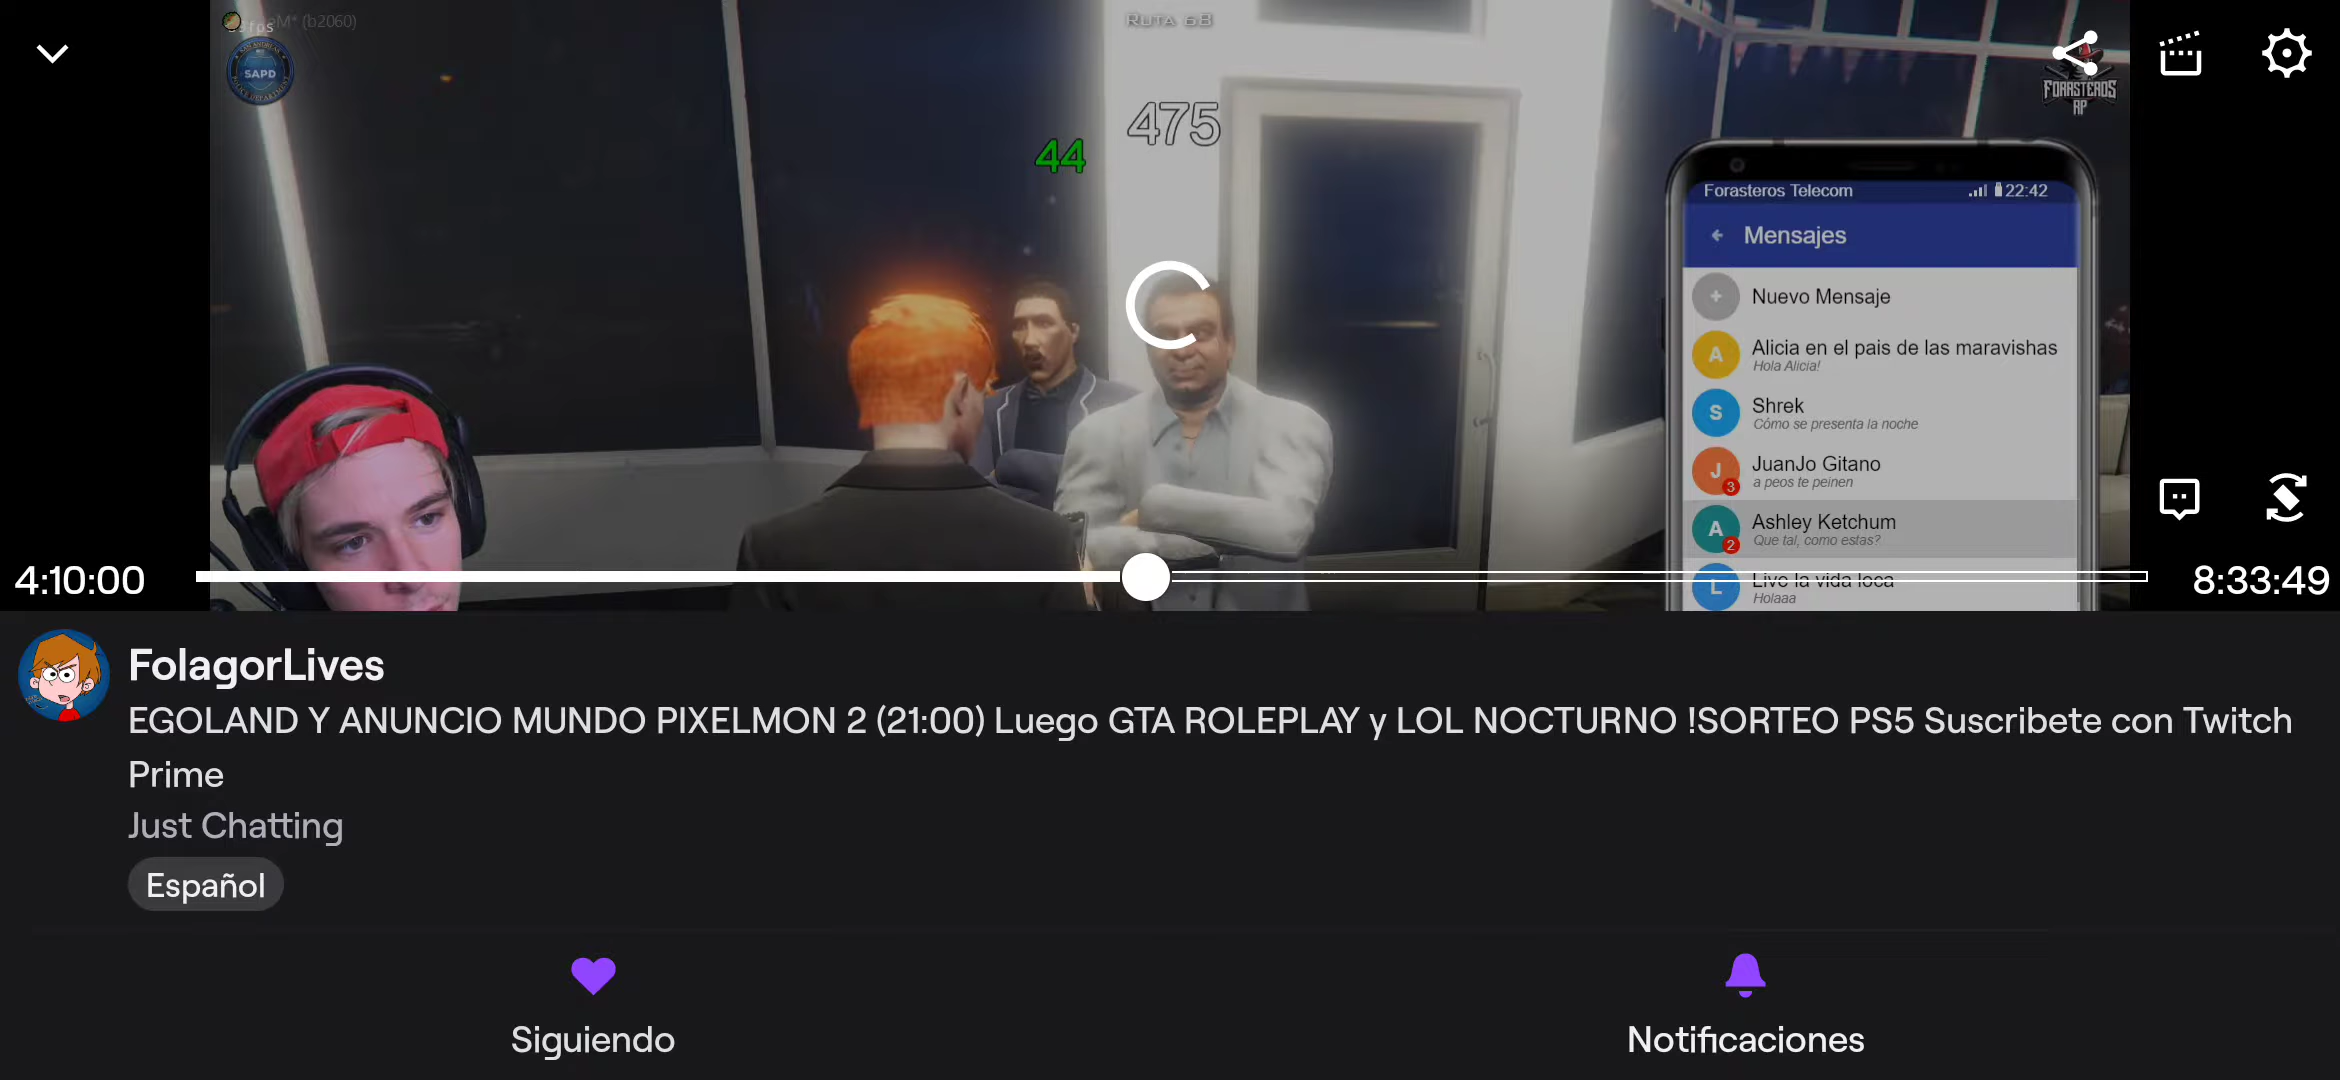 (b2060)
RUTA 68
SAPD
475
44
FORASTEROS
RP
Forasteros Telecom 22:42
Mensajes
+ Nuevo Mensaje
A Alicia en el pais de las maravishas
Hola Alicia!
S Shrek
Cómo se presenta la noche
J 3 JuanJo Gitano
a peos te peinen
A 2 Ashley Ketchum
Que tal, como estas?
L Live la vida loca
Holaaa
4:10:00 8:33:49
FolagorLives
EGOLAND Y ANUNCIO MUNDO PIXELMON 2 (21:00) Luego GTA ROLEPLAY y LOL NOCTURNO !SORTEO PS5 Suscribete con Twitch
Prime
Just Chatting
Español
Siguiendo Notificaciones